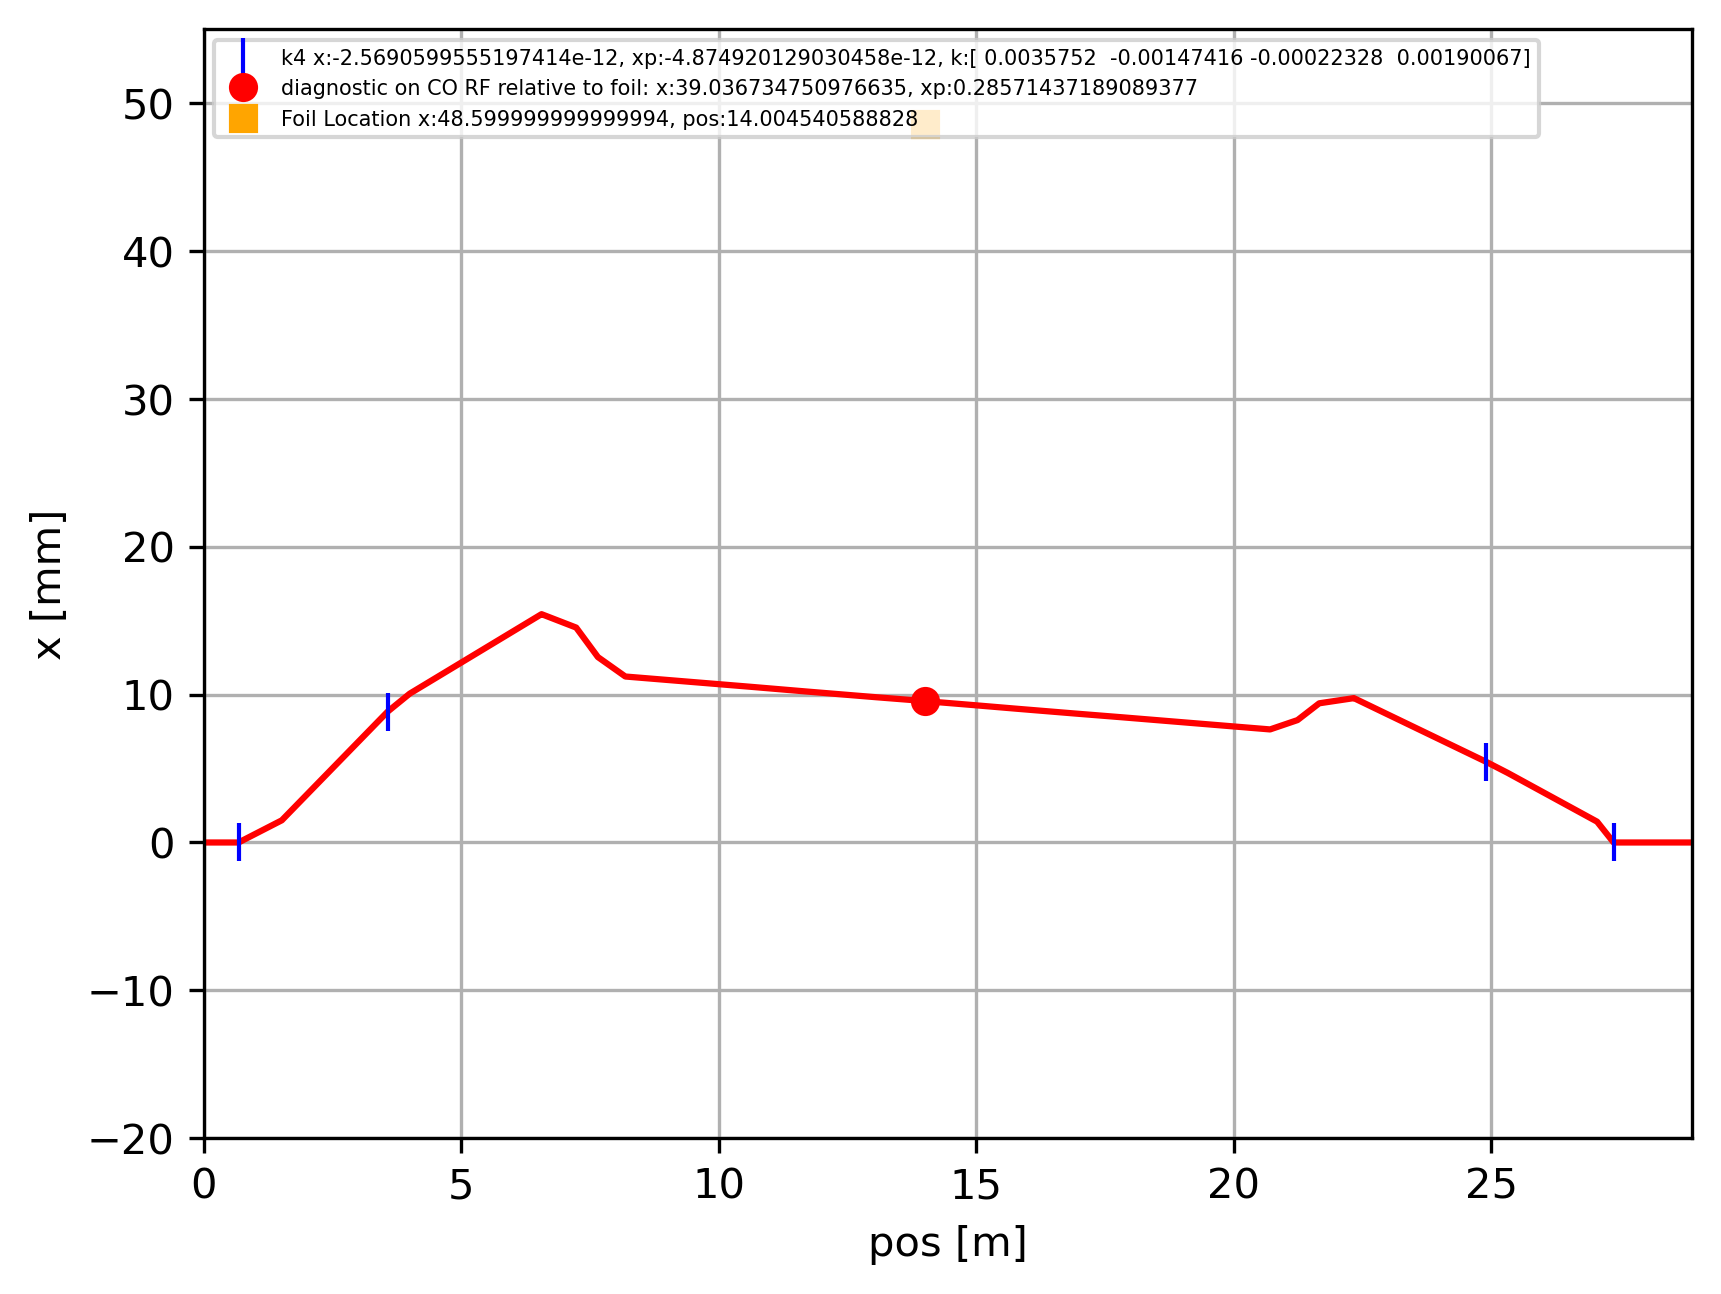 k4 x:-2.5690599555197414e-12, xp:-4.874920129030458e-12, k:[ 0.0035752  -0.00147416 -0.00022328  0.00190067]
diagnostic on CO RF relative to foil: x:39.036734750976635, xp:0.28571437189089377
Foil Location x:48.599999999999994, pos:14.004540588828
50
40
30
20
10
0
−10
−20
x [mm]
0 5 10 15 20 25
pos [m]